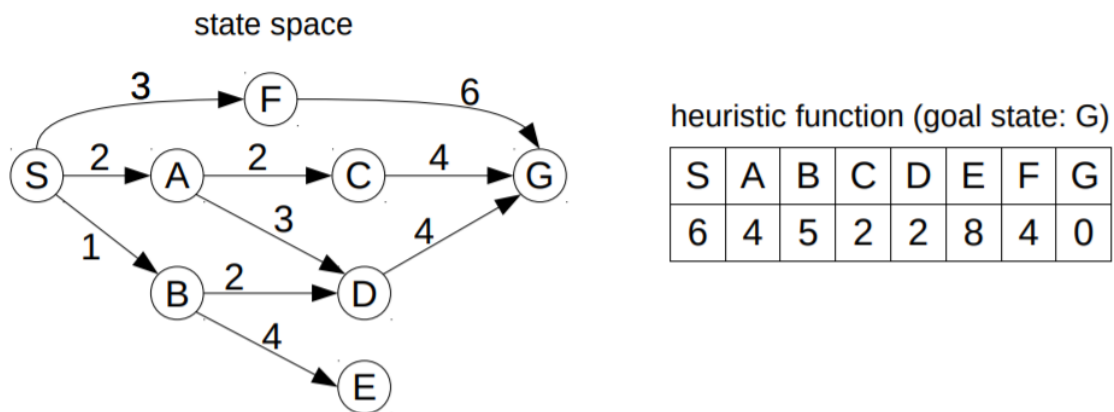 state space
3
F
6
S
2
A
2
C
4
G
3
4
1
B
2
D
4
E
heuristic function (goal state: G)
S A B C D E F G
6 4 5 2 2 8 4 0